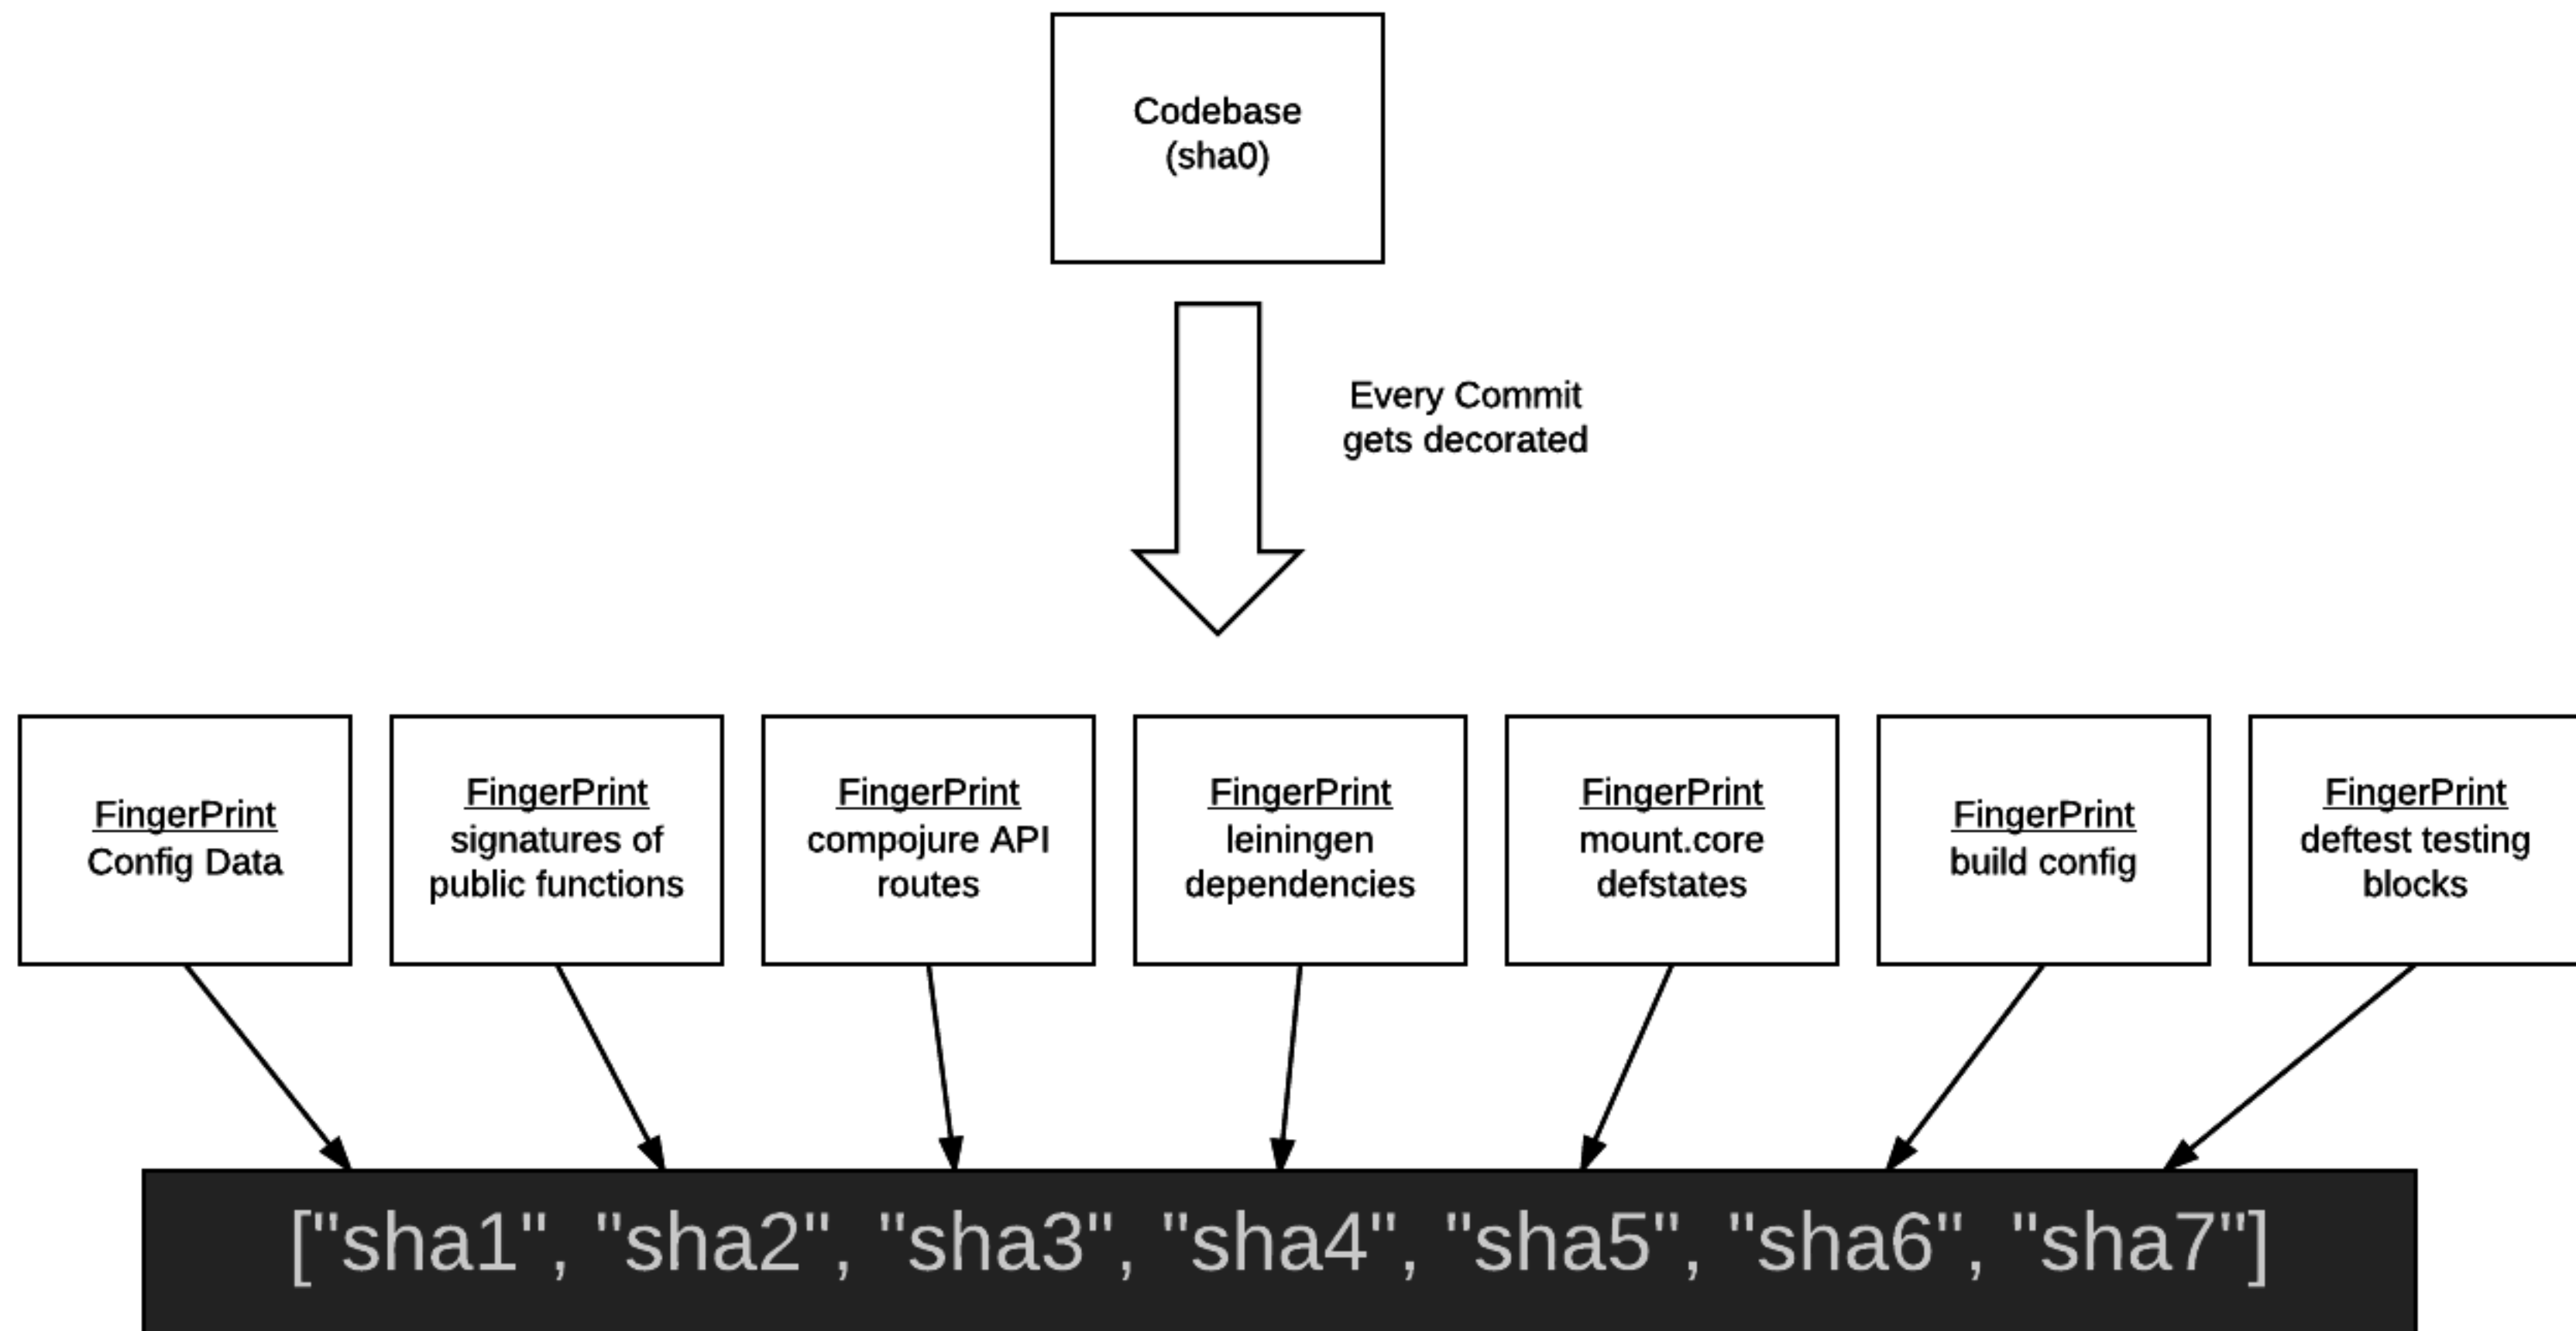 Codebase
(sha0)
Every Commit
gets decorated
FingerPrint
Config Data
FingerPrint
signatures of
public functions
FingerPrint
compojure API
routes
FingerPrint
leiningen
dependencies
FingerPrint
mount.core
defstates
FingerPrint
build config
FingerPrint
deftest testing
blocks
["sha1", "sha2", "sha3", "sha4", "sha5", "sha6", "sha7"]